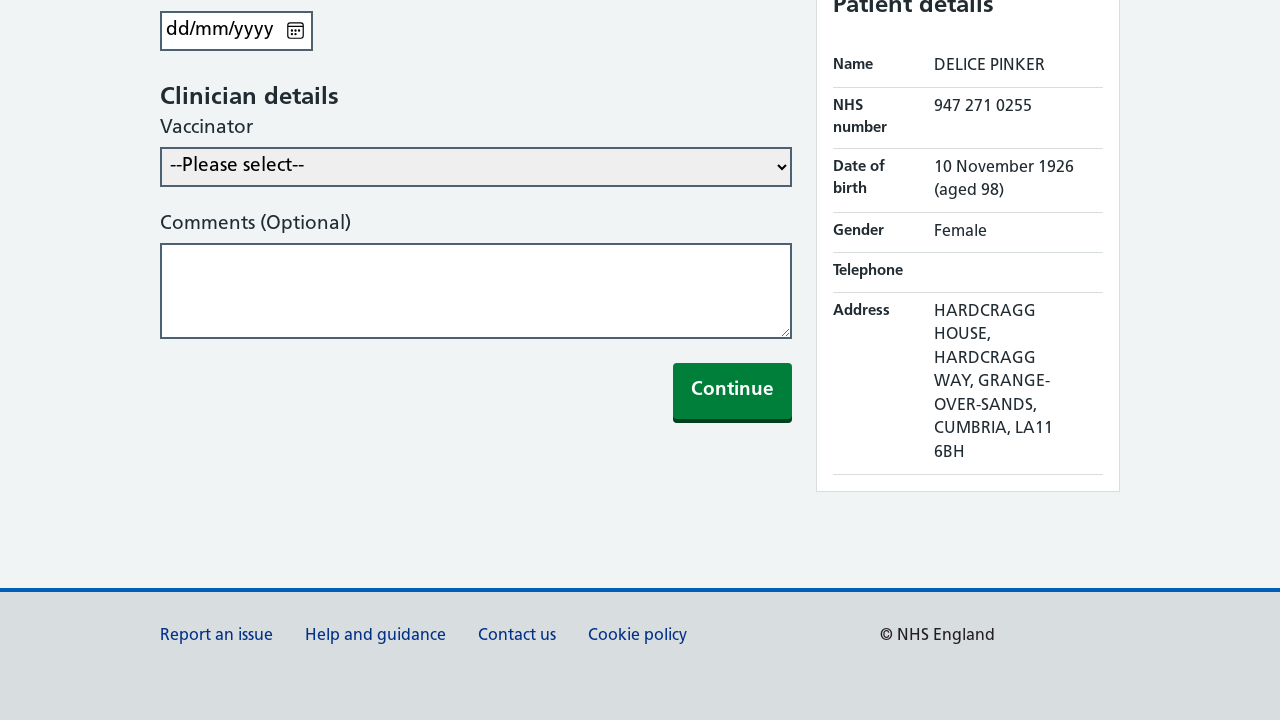 dd/mm/yyyy
Clinician details
Vaccinator
--Please select--
Comments (Optional)
Continue
Patient details
Name DELICE PINKER
NHS number 947 271 0255
Date of birth 10 November 1926 (aged 98)
Gender Female
Telephone
Address HARDCRAGG
HOUSE,
HARDCRAGG
WAY, GRANGE-
OVER-SANDS,
CUMBRIA, LA11
6BH
Report an issue Help and guidance Contact us Cookie policy © NHS England